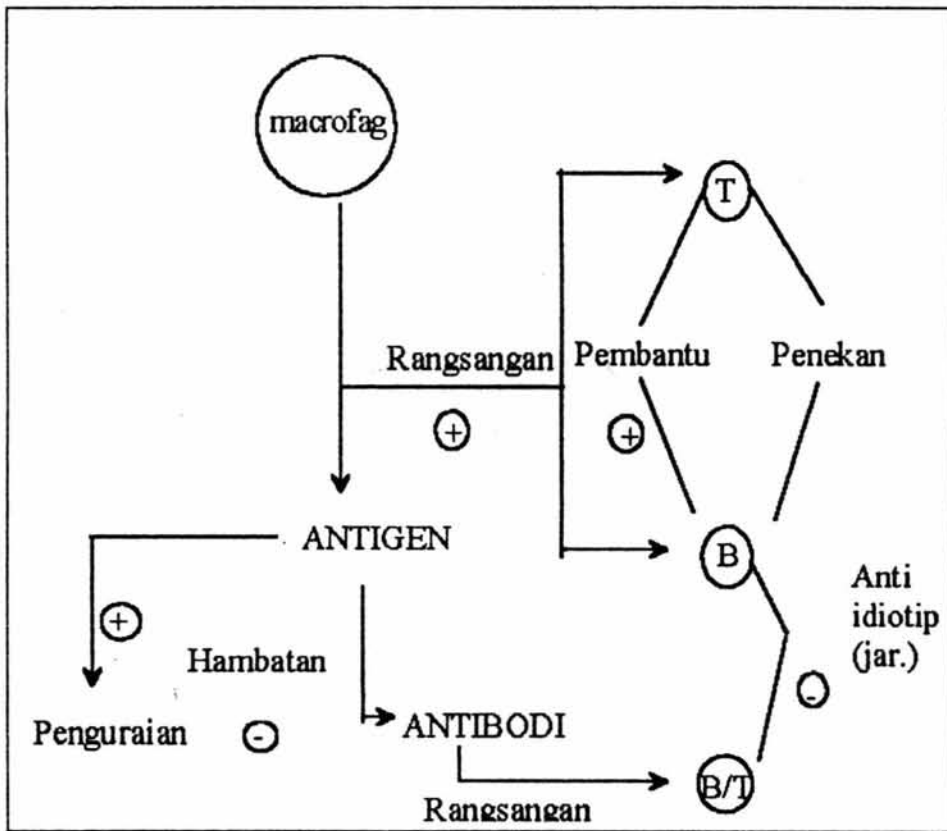 macrofag
T
Rangsangan
Pembantu
Penekan
+
+
ANTIGEN
B
Anti
idiotip
(jar.)
+
Hambatan
-
Penguraian
-
ANTIBODI
B/T
Rangsangan